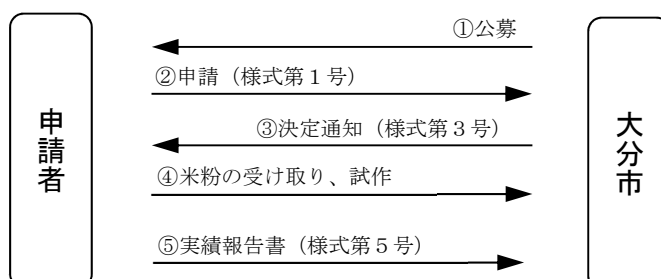 ①公募
②申請（様式第１号）
③決定通知（様式第３号）
④米粉の受け取り、試作
⑤実績報告書（様式第５号）
申請者
大分市